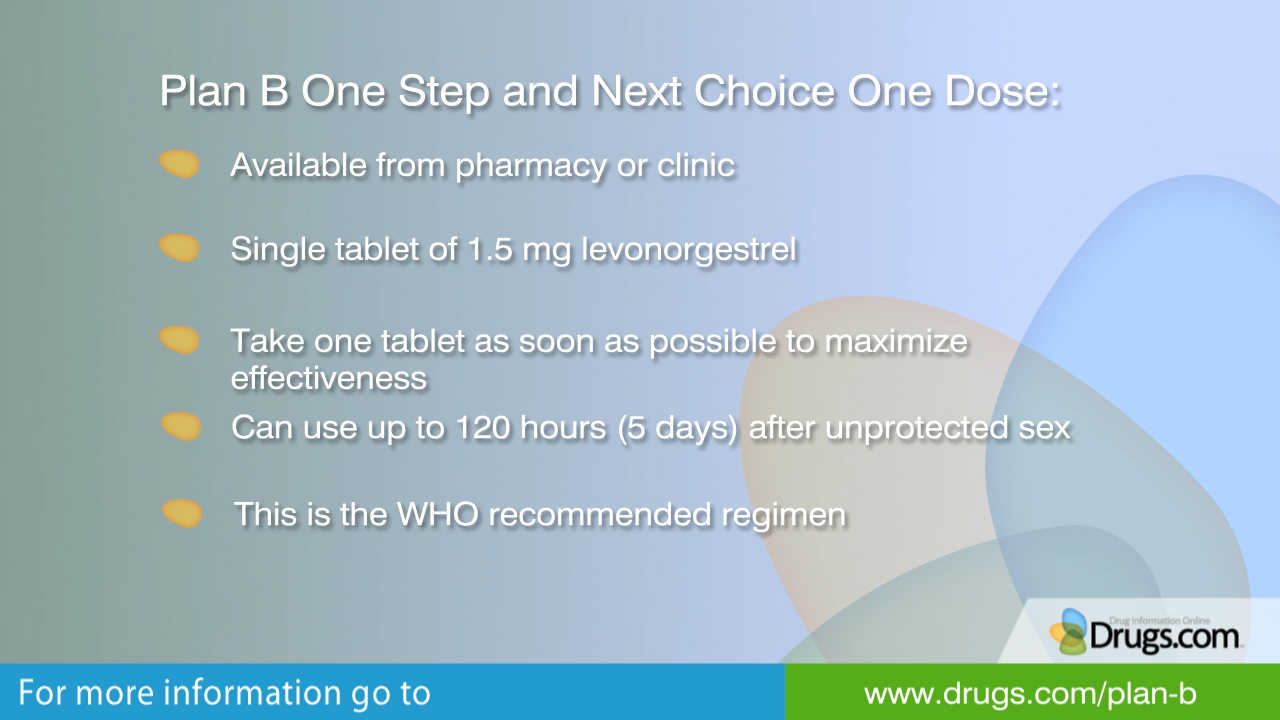 Plan B One Step and Next Choice One Dose:
Available from pharmacy or clinic
Single tablet of 1.5 mg levonorgestrel
Take one tablet as soon as possible to maximize
effectiveness
Can use up to 120 hours (5 days) after unprotected sex
This is the WHO recommended regimen
Drug Information Online
Drugs.com
For more information go to
www.drugs.com/plan-b